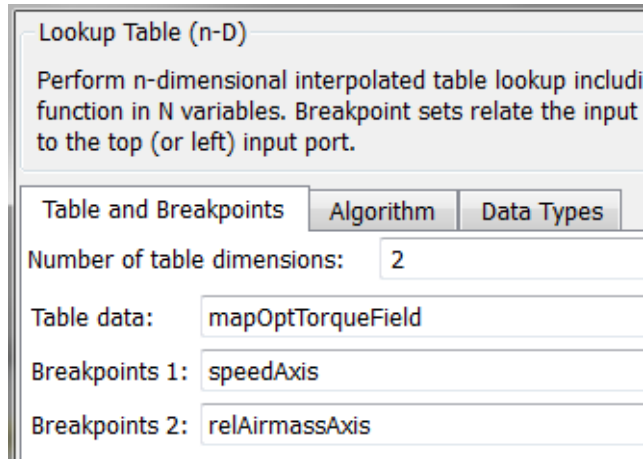 Lookup Table (n-D)
Perform n-dimensional interpolated table lookup includi
function in N variables. Breakpoint sets relate the input
to the top (or left) input port.
Table and Breakpoints Algorithm Data Types
Number of table dimensions: 2
Table data: mapOptTorqueField
Breakpoints 1: speedAxis
Breakpoints 2: relAirmassAxis